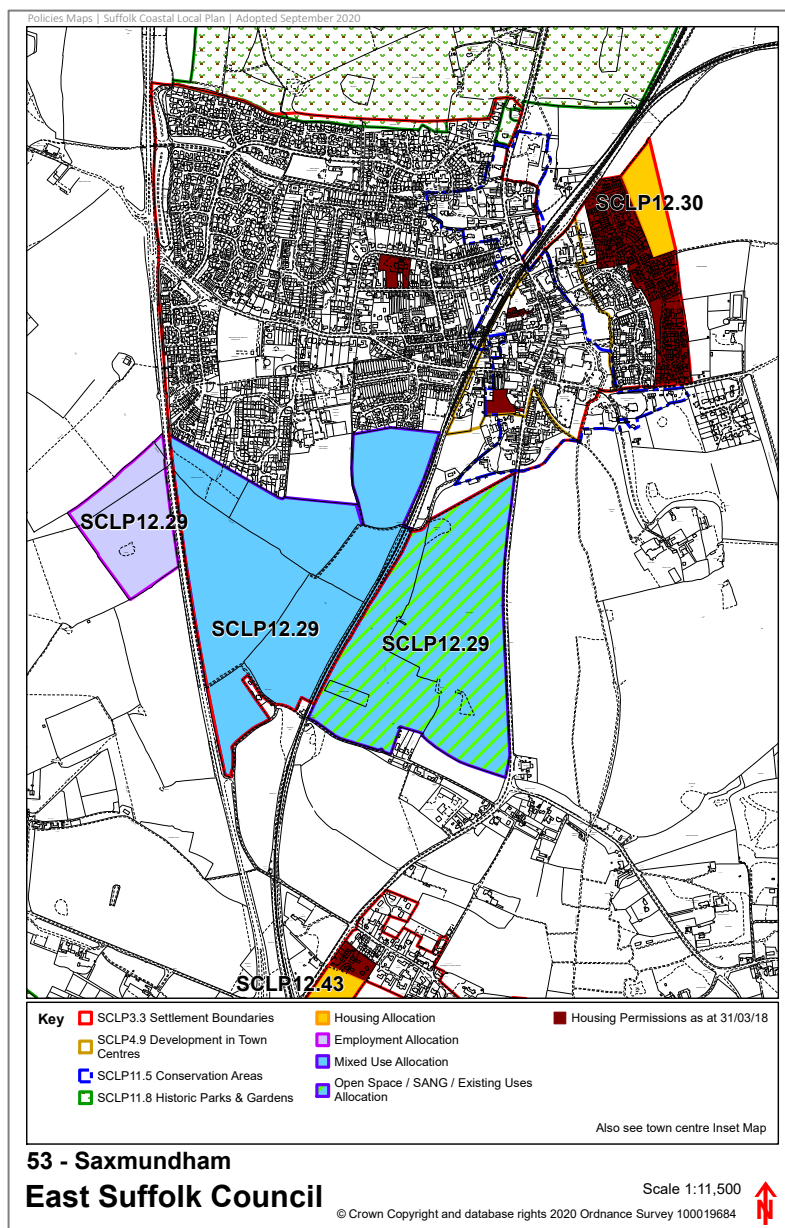 Policies Maps | Suffolk Coastal Local Plan | Adopted September 2020
SCLP12.30
SCLP12.29
SCLP12.29
SCLP12.29
SCLP12.43
Key
SCLP3.3 Settlement Boundaries
SCLP4.9 Development in Town
Centres
SCLP11.5 Conservation Areas
SCLP11.8 Historic Parks & Gardens
Housing Allocation
Employment Allocation
Mixed Use Allocation
Open Space / SANG / Existing Uses
Allocation
Housing Permissions as at 31/03/18
Also see town centre Inset Map
53 - Saxmundham
East Suffolk Council
Scale 1:11,500
N
© Crown Copyright and database rights 2020 Ordnance Survey 100019684